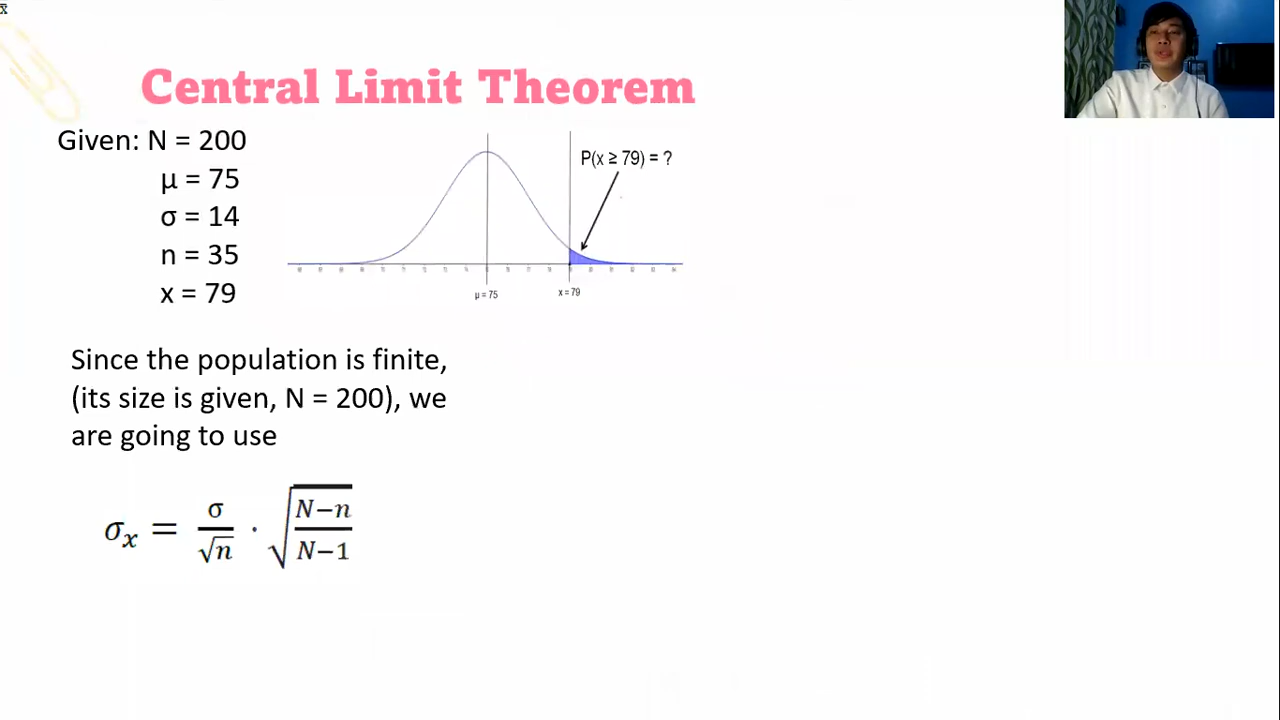 x̄
Central Limit Theorem
Given: N = 200
μ = 75
σ = 14
n = 35
x = 79
P(x ≥ 79) = ?
μ = 75
x = 79
Since the population is finite,
(its size is given, N = 200), we
are going to use
σx = σ/√n · √(N−n/N−1)